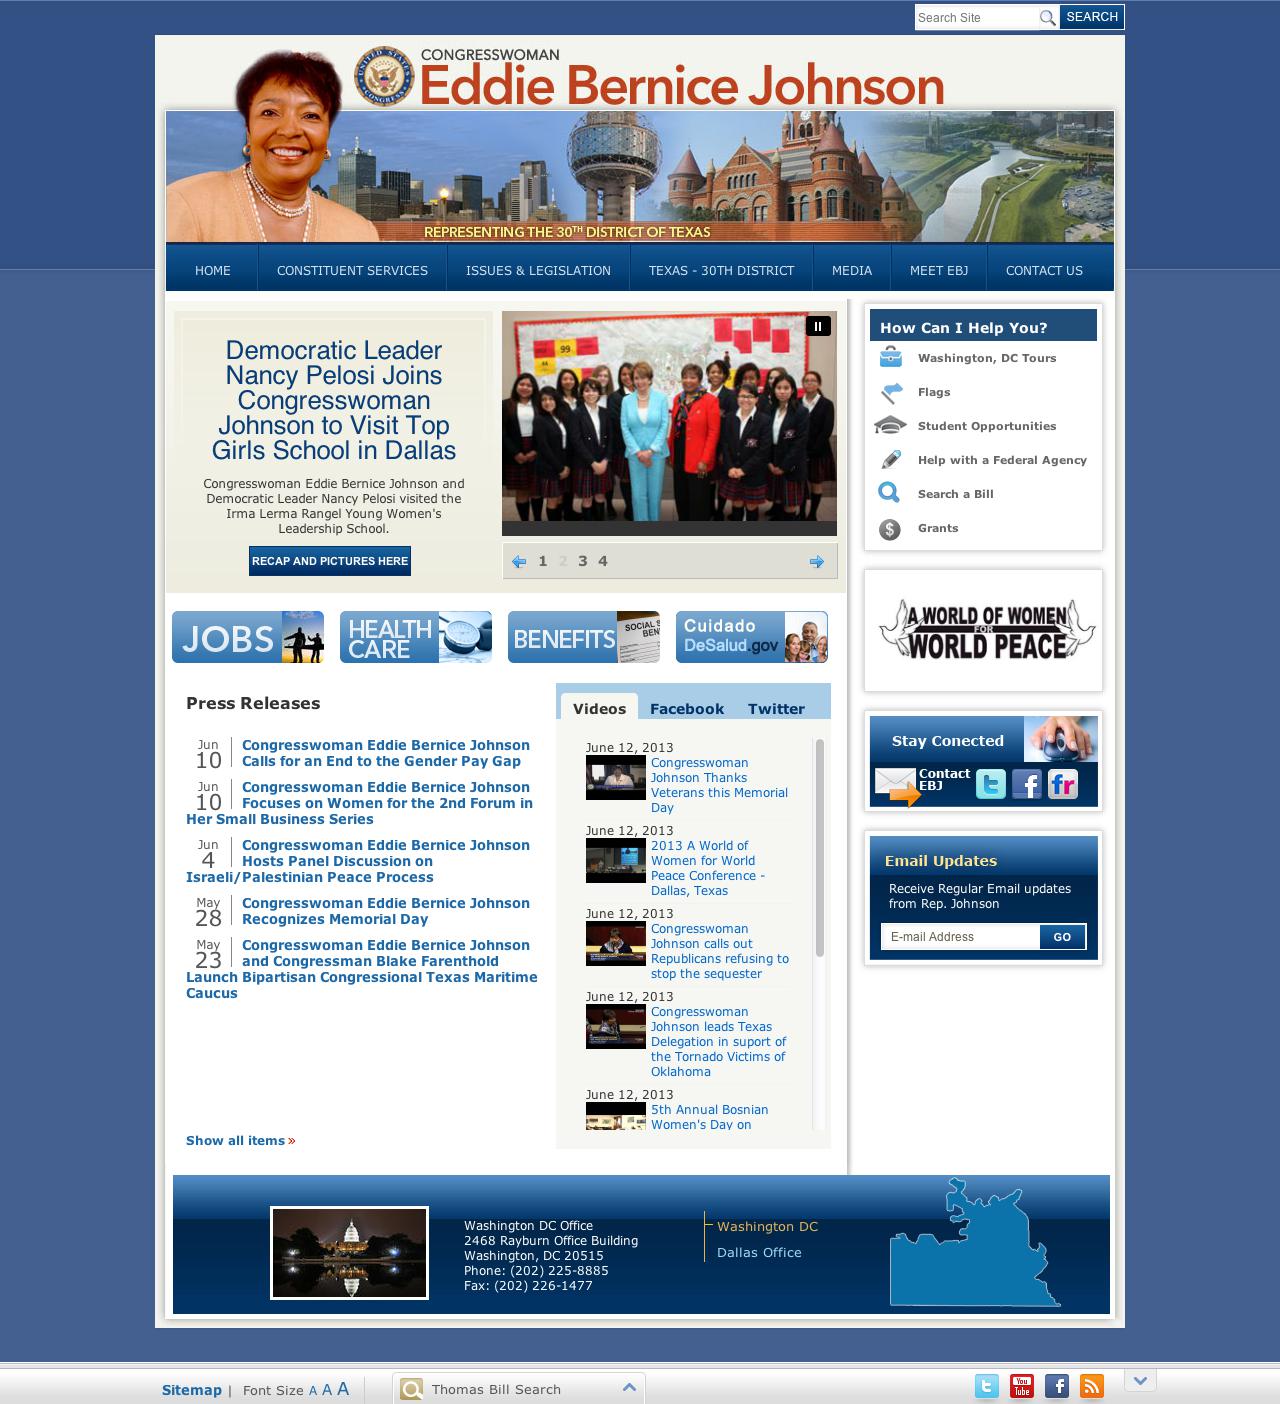 Search Site
SEARCH
CONGRESSWOMAN
Eddie Bernice Johnson
REPRESENTING THE 30TH DISTRICT OF TEXAS
HOME
CONSTITUENT SERVICES
ISSUES & LEGISLATION
TEXAS - 30TH DISTRICT
MEDIA
MEET EBJ
CONTACT US
Democratic Leader
Nancy Pelosi Joins
Congresswoman
Johnson to Visit Top
Girls School in Dallas
Congresswoman Eddie Bernice Johnson and
Democratic Leader Nancy Pelosi visited the
Irma Lerma Rangel Young Women's
Leadership School.
RECAP AND PICTURES HERE
99
1 2 3 4
How Can I Help You?
Washington, DC Tours
Flags
Student Opportunities
Help with a Federal Agency
Search a Bill
Grants
A WORLD OF WOMEN
FOR
WORLD PEACE
JOBS
HEALTH
CARE
BENEFITS
SOCIAL S
BEN
Cuidado
DeSalud.gov
Press Releases
Jun
10
Congresswoman Eddie Bernice Johnson
Calls for an End to the Gender Pay Gap
Jun
10
Congresswoman Eddie Bernice Johnson
Focuses on Women for the 2nd Forum in
Her Small Business Series
Jun
4
Congresswoman Eddie Bernice Johnson
Hosts Panel Discussion on
Israeli/Palestinian Peace Process
May
28
Congresswoman Eddie Bernice Johnson
Recognizes Memorial Day
May
23
Congresswoman Eddie Bernice Johnson
and Congressman Blake Farenthold
Launch Bipartisan Congressional Texas Maritime
Caucus
Show all items »
Videos
Facebook
Twitter
June 12, 2013
Congresswoman
Johnson Thanks
Veterans this Memorial
Day
June 12, 2013
2013 A World of
Women for World
Peace Conference -
Dallas, Texas
June 12, 2013
Congresswoman
Johnson calls out
Republicans refusing to
stop the sequester
June 12, 2013
Congresswoman
Johnson leads Texas
Delegation in suport of
the Tornado Victims of
Oklahoma
June 12, 2013
5th Annual Bosnian
Women's Day on
Stay Conected
Contact
EBJ
Email Updates
Receive Regular Email updates
from Rep. Johnson
E-mail Address
GO
Washington DC Office
2468 Rayburn Office Building
Washington, DC 20515
Phone: (202) 225-8885
Fax: (202) 226-1477
Washington DC
Dallas Office
Sitemap | Font Size A A A
Thomas Bill Search
You
Tube